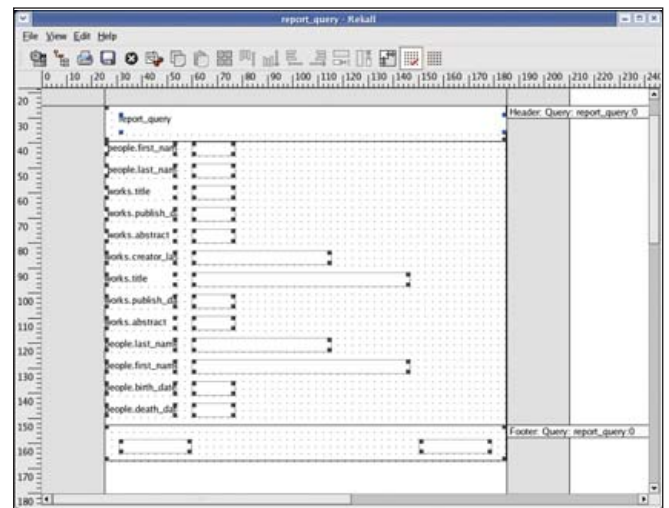 report_query - Rekall
File View Edit Help
0 10 20 30 40 50 60 70 80 90 100 110 120 130 140 150 160 170 180 190 200 210 220 230 240
20
30
40
50
60
70
80
90
100
110
120
130
140
150
160
170
180
report_query
Header: Query: report_query:0
people.first_nam
people.last_nam
works.title
works.publish_d
works.abstract
works.creator_la
works.title
works.publish_da
works.abstract
people.last_nam
people.first_nam
people.birth_dat
people.death_dat
Footer: Query: report_query:0